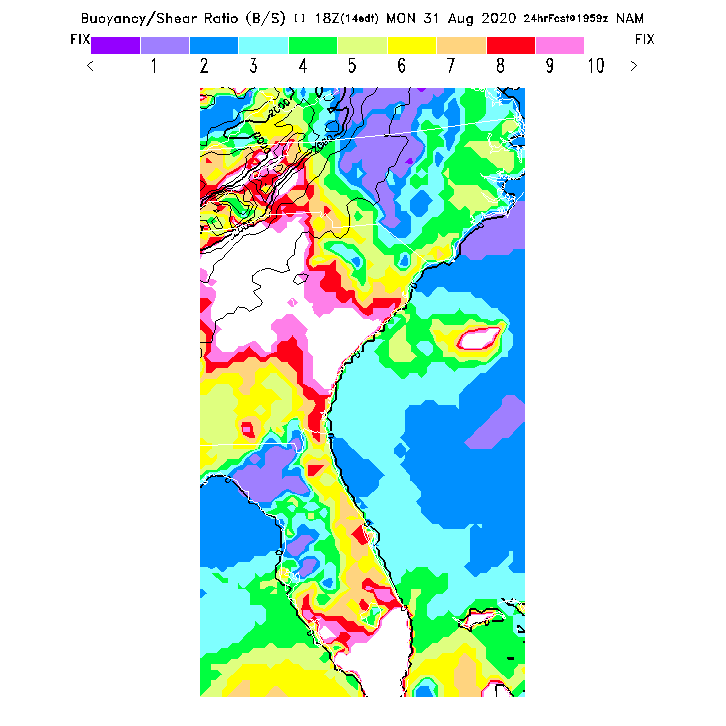 Buoyancy/Shear Ratio (B/S) [] 18Z(14edt) MON 31 Aug 2020 24hrFcst@1959z NAM
FIX FIX
< 1 2 3 4 5 6 7 8 9 10 >
2000